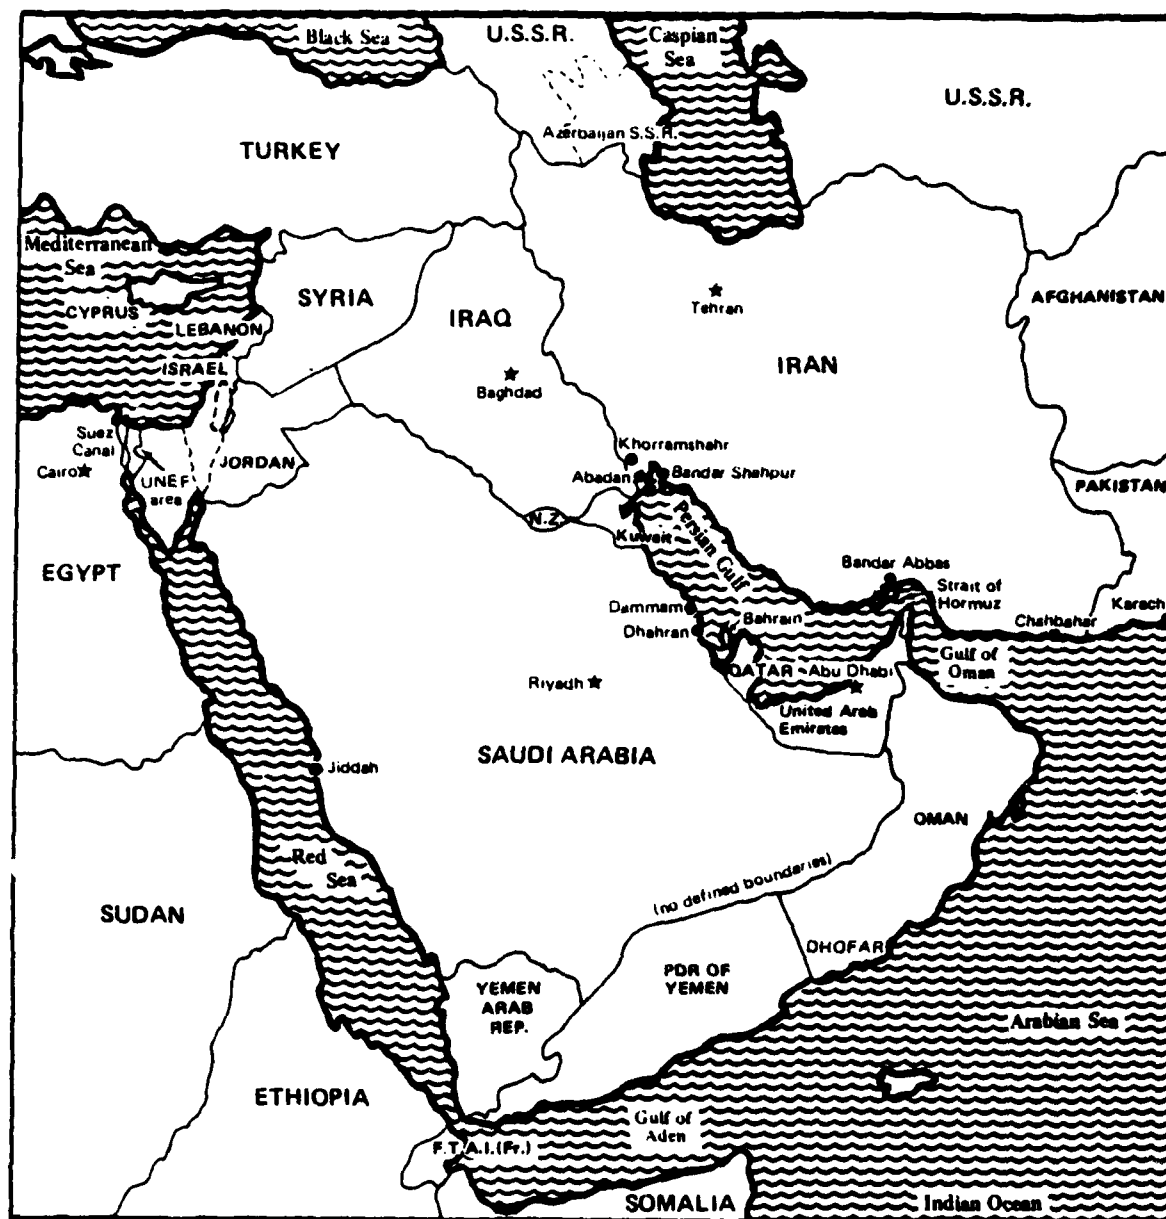 Black Sea
U.S.S.R.
Caspian
Sea
U.S.S.R.
Azerbaijan S.S.R.
TURKEY
Mediterranean
Sea
CYPRUS
LEBANON
SYRIA
IRAQ
Tehran
AFGHANISTAN
ISRAEL
Baghdad
IRAN
Suez
Canal
Cairo
UNEF
area
JORDAN
Khorramshahr
Abadan
Bandar Shahpur
PAKISTAN
N.Z.
Kuwait
Persian Gulf
EGYPT
Bandar Abbas
Strait of
Hormuz
Karach
Chahbahar
Dammam
Dhahran
Bahrain
Gulf of
Oman
QATAR
Abu Dhabi
Riyadh
United Arab
Emirates
SAUDI ARABIA
Jiddah
OMAN
Red
Sea
(no defined boundaries)
SUDAN
DHOFAR
YEMEN
ARAB
REP.
PDR OF
YEMEN
Arabian Sea
ETHIOPIA
Gulf of
Aden
F.T.A.I. (Fr.)
SOMALIA
Indian Ocean